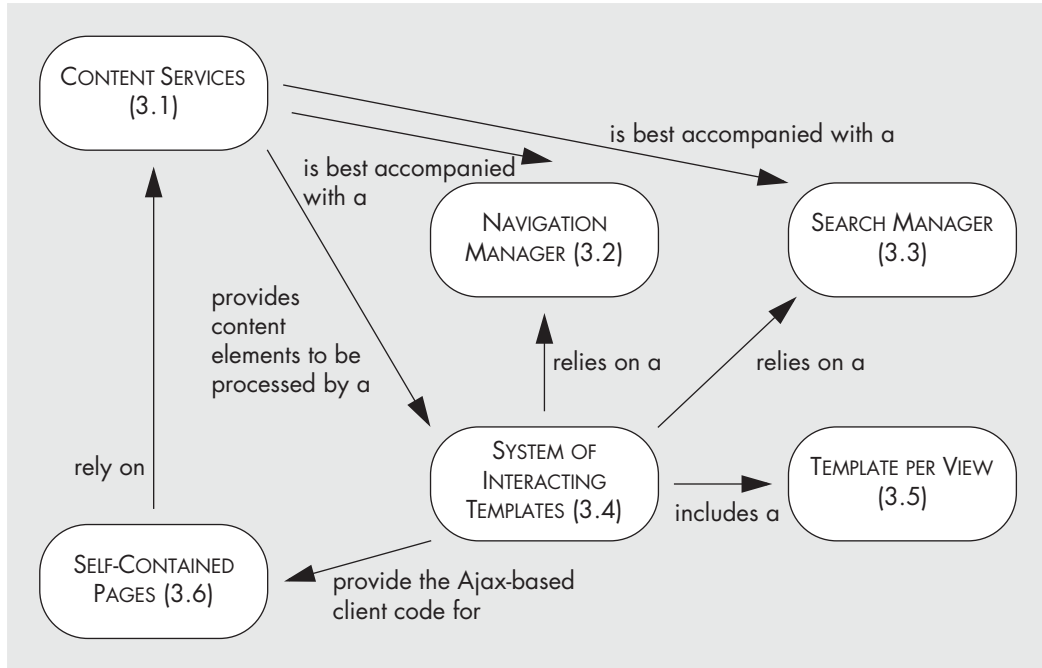 CONTENT SERVICES
(3.1)
is best accompanied with a
is best accompanied
with a
NAVIGATION
MANAGER (3.2)
SEARCH MANAGER
(3.3)
provides
content
elements to be
processed by a
relies on a
relies on a
rely on
SYSTEM OF
INTERACTING
TEMPLATES (3.4)
includes a
TEMPLATE PER VIEW
(3.5)
SELF-CONTAINED
PAGES (3.6)
provide the Ajax-based
client code for